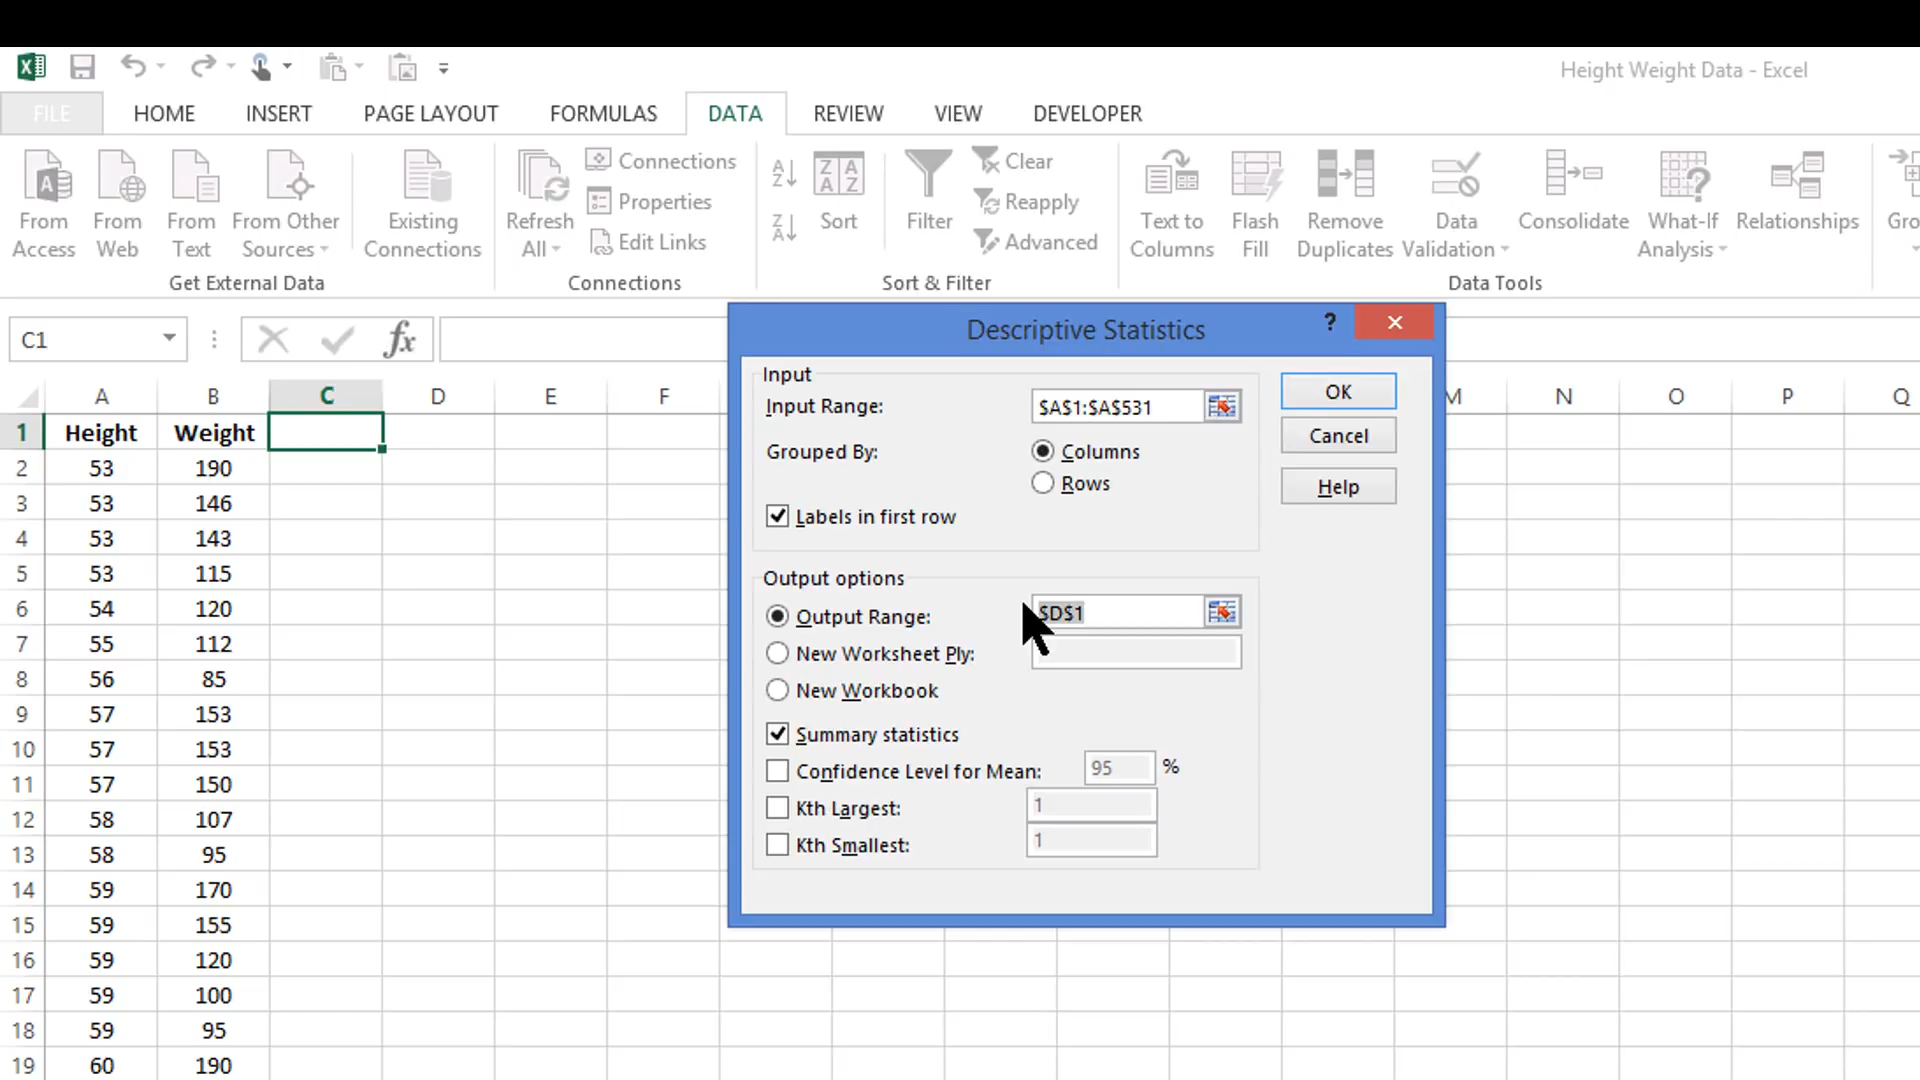 Height Weight Data - Excel
FILE HOME INSERT PAGE LAYOUT FORMULAS DATA REVIEW VIEW DEVELOPER
From Access
From Web
From Text
From Other Sources
Existing Connections
Get External Data
Refresh All
Connections
Properties
Edit Links
Connections
Sort
Filter
Clear
Reapply
Advanced
Sort & Filter
Text to Columns
Flash Fill
Remove Duplicates
Data Validation
Consolidate
What-If Analysis
Relationships
Gro
Data Tools
C1
fx
A B C D E F M N O P Q
1 Height Weight
2 53 190
3 53 146
4 53 143
5 53 115
6 54 120
7 55 112
8 56 85
9 57 153
10 57 153
11 57 150
12 58 107
13 58 95
14 59 170
15 59 155
16 59 120
17 59 100
18 59 95
19 60 190
Descriptive Statistics
?
Input
Input Range: $A$1:$A$531
Grouped By: Columns
Rows
Labels in first row
OK
Cancel
Help
Output options
Output Range: $D$1
New Worksheet Ply:
New Workbook
Summary statistics
Confidence Level for Mean: 95 %
Kth Largest: 1
Kth Smallest: 1